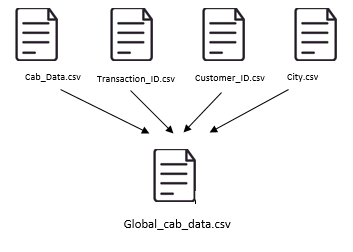 Cab_Data.csv
Transaction_ID.csv
Customer_ID.csv
City.csv
Global_cab_data.csv